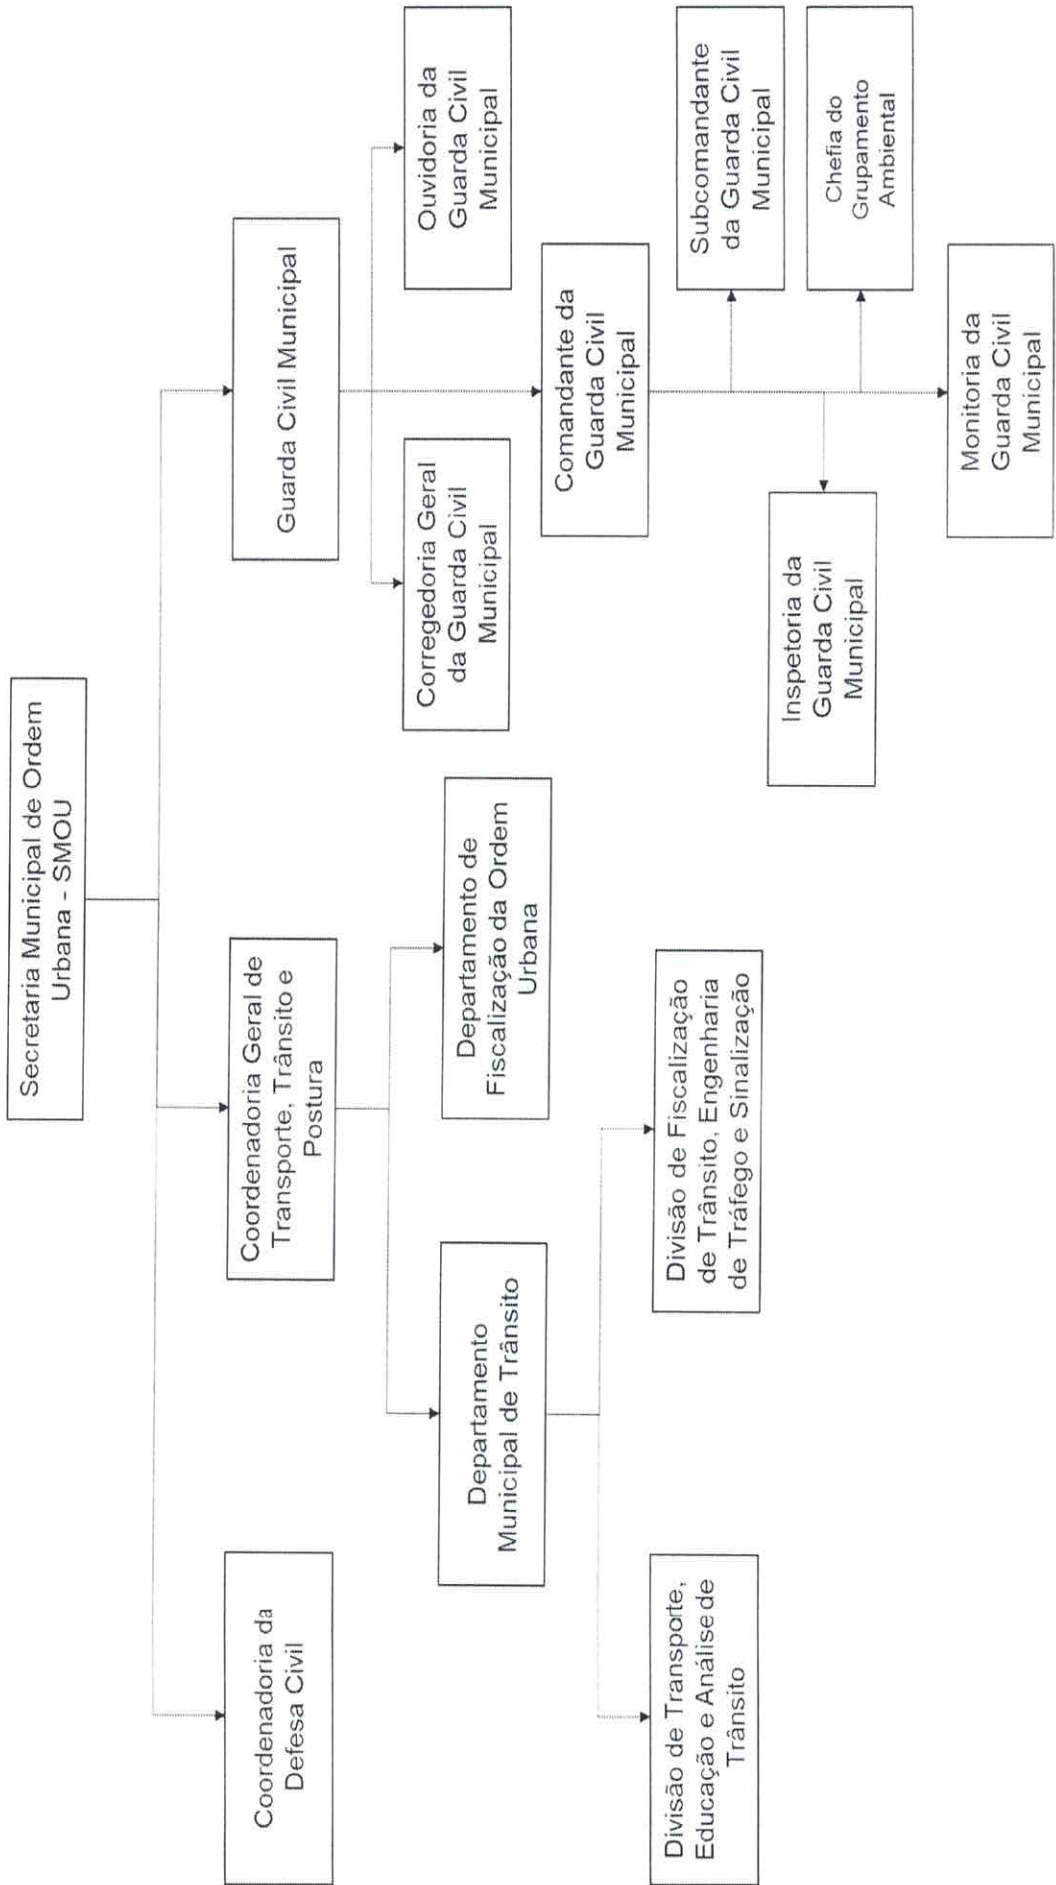 Secretaria Municipal de Ordem
Urbana - SMOU
Coordenadoria da
Defesa Civil
Coordenadoria Geral de
Transporte, Trânsito e
Postura
Guarda Civil Municipal
Departamento
Municipal de Trânsito
Departamento de
Fiscalização da Ordem
Urbana
Corregedoria Geral
da Guarda Civil
Municipal
Ouvidoria da
Guarda Civil
Municipal
Divisão de Transporte,
Educação e Análise de
Trânsito
Divisão de Fiscalização
de Trânsito, Engenharia
de Tráfego e Sinalização
Comandante da
Guarda Civil
Municipal
Subcomandante
da Guarda Civil
Municipal
Inspetoria da
Guarda Civil
Municipal
Chefia do
Grupamento
Ambiental
Monitoria da
Guarda Civil
Municipal